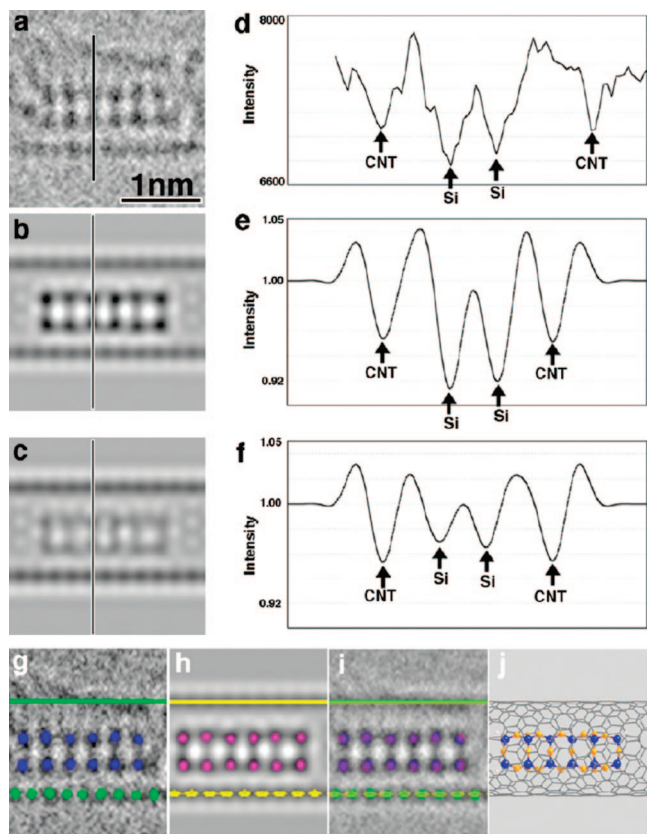 a
1nm
b
c
d
8000
Intensity
6600
CNT
Si
Si
CNT
e
1.05
1.00
Intensity
0.92
CNT
Si
Si
CNT
f
1.05
1.00
Intensity
0.92
CNT
Si
Si
CNT
g
h
i
j